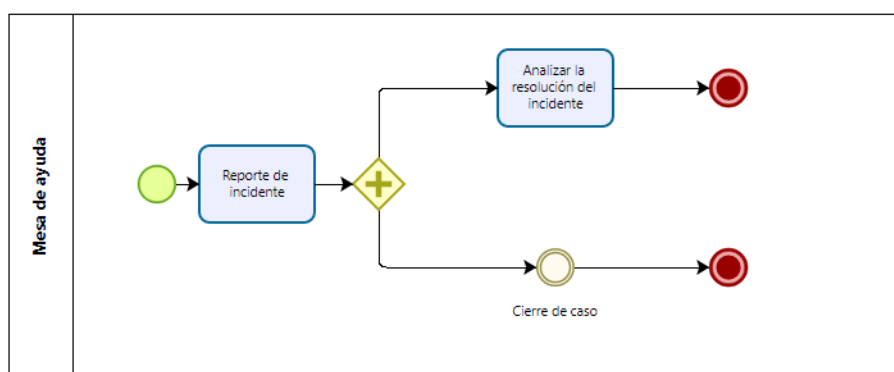 Mesa de ayuda
Reporte de
incidente
Analizar la
resolución del
incidente
Cierre de caso